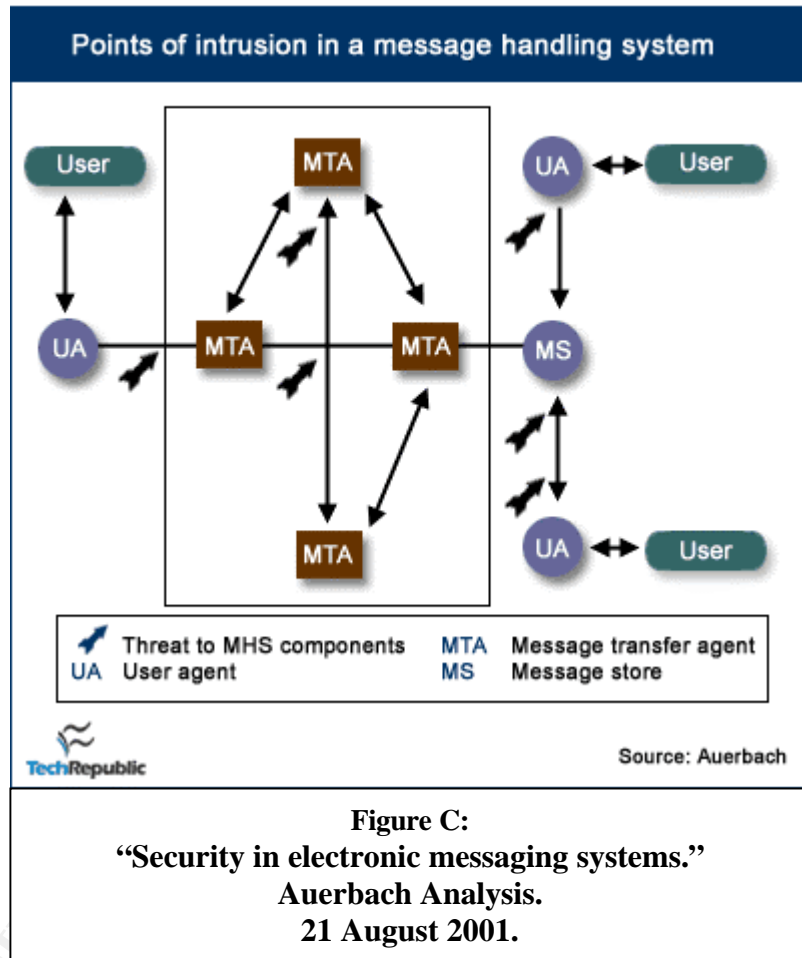 Points of intrusion in a message handling system
User
MTA
UA
User
UA
MTA
MTA
MS
MTA
UA
User
Threat to MHS components
MTA Message transfer agent
UA User agent
MS Message store
TechRepublic
Source: Auerbach
Figure C:
“Security in electronic messaging systems.”
Auerbach Analysis.
21 August 2001.